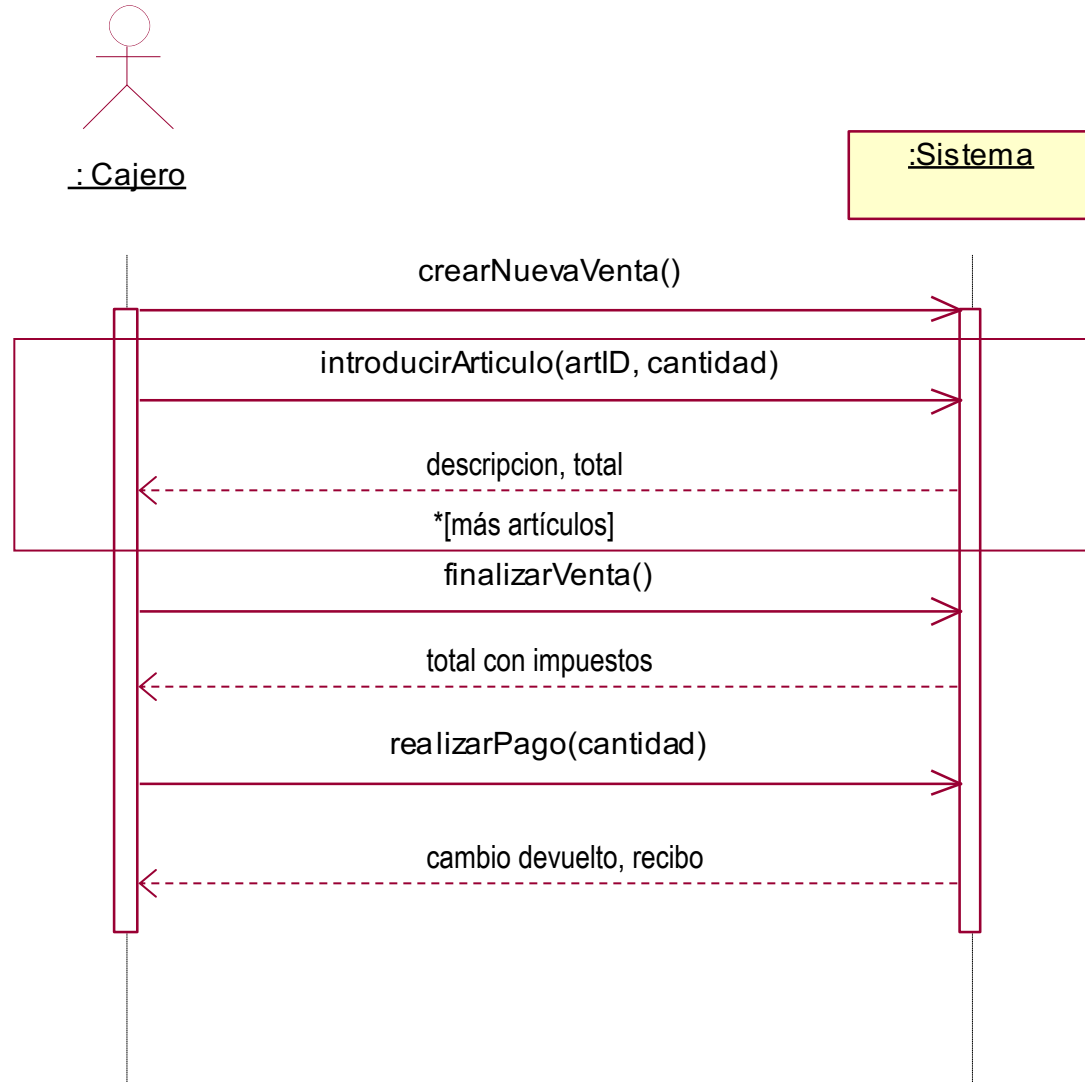 : Cajero
:Sistema
crearNuevaVenta()
introducirArticulo(artID, cantidad)
descripcion, total
*[más artículos]
finalizarVenta()
total con impuestos
realizarPago(cantidad)
cambio devuelto, recibo